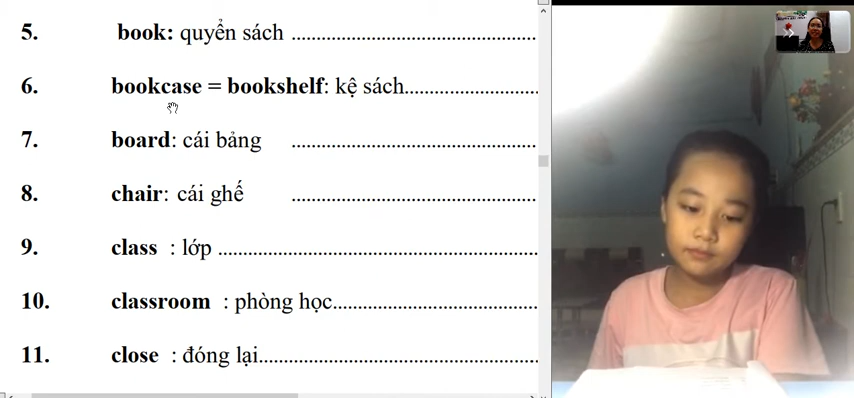 5. book: quyển sách ........................................
6. bookcase = bookshelf: kệ sách......................
7. board: cái bảng ........................................
8. chair: cái ghế ........................................
9. class : lớp .....................................................
10. classroom : phòng học..................................
11. close : đóng lại..............................................